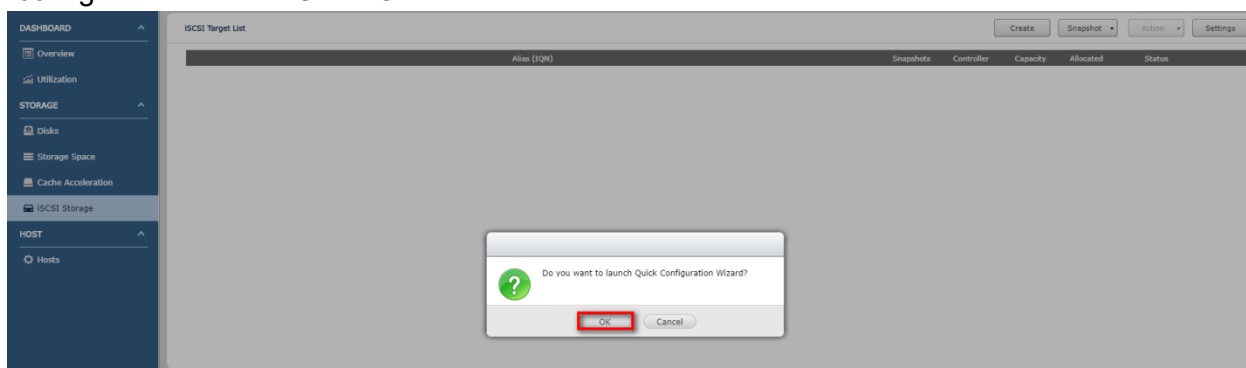 DASHBOARD
Overview
Utilization
STORAGE
Disks
Storage Space
Cache Acceleration
iSCSI Storage
HOST
Hosts
iSCSI Target List
Create Snapshot Action Settings
Alias (IQN) Snapshots Controller Capacity Allocated Status
Do you want to launch Quick Configuration Wizard?
OK Cancel